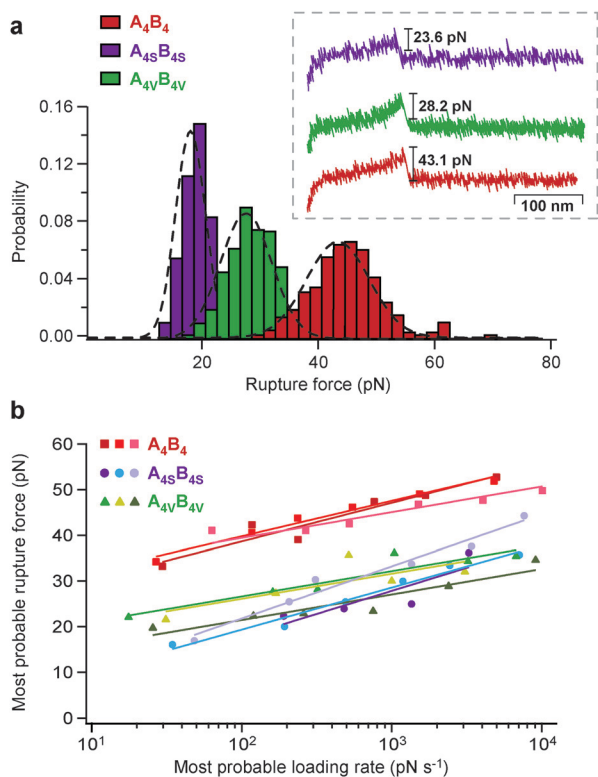 a
A4B4
A4SB4S
A4VB4V
23.6 pN
28.2 pN
43.1 pN
100 nm
0.16
0.12
0.08
0.04
0.00
Probability
20 40 60 80
Rupture force (pN)
b
A4B4
A4SB4S
A4VB4V
60
50
40
30
20
10
0
Most probable rupture force (pN)
10¹ 10² 10³ 10⁴
Most probable loading rate (pN s⁻¹)